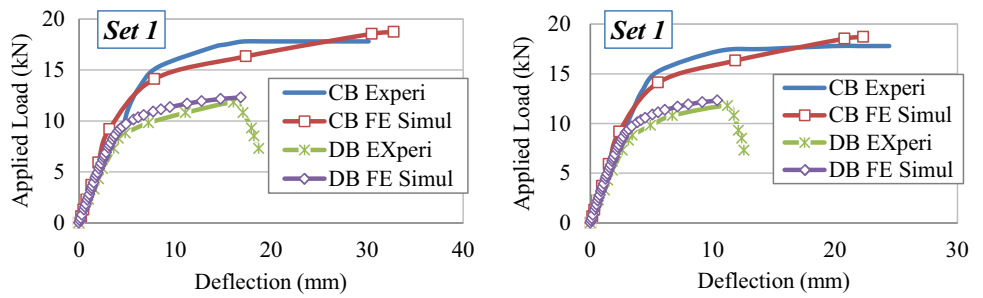 Set 1
Applied Load (kN)
20
15
10
5
0
CB Experi
CB FE Simul
DB EXperi
DB FE Simul
0 10 20 30 40
Deflection (mm)
Set 1
Applied Load (kN)
20
15
10
5
0
CB Experi
CB FE Simul
DB EXperi
DB FE Simul
0 10 20 30
Deflection (mm)